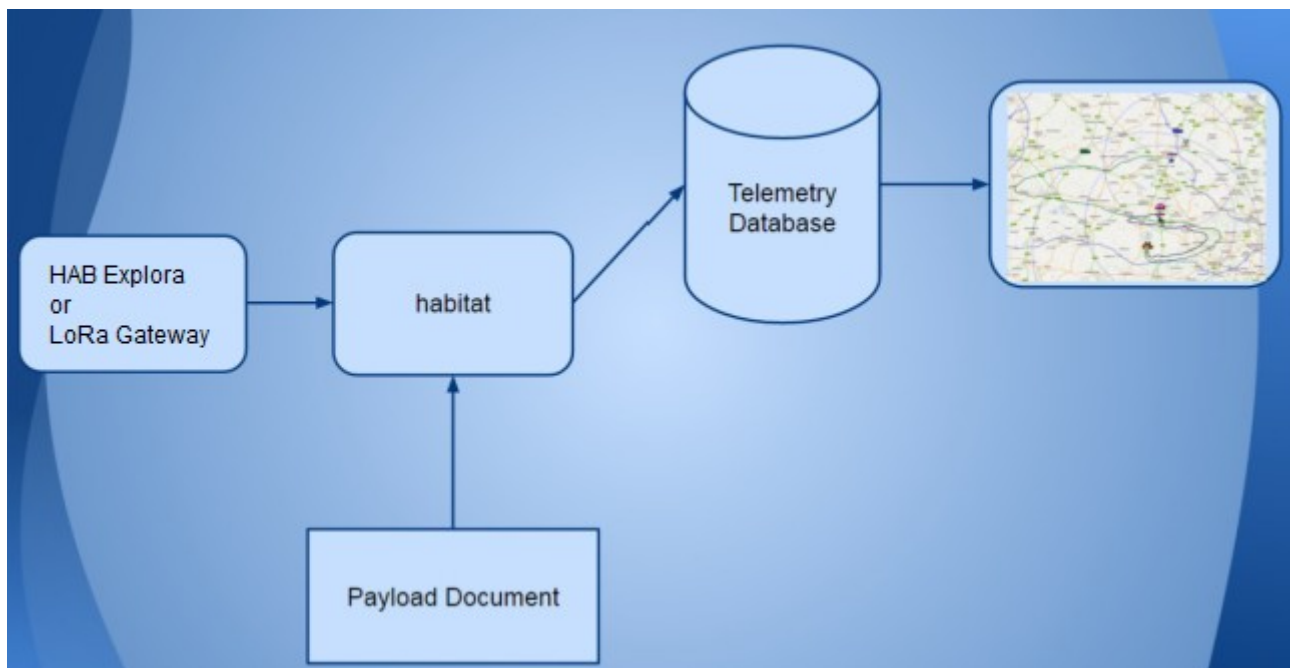 HAB Explora
or
LoRa Gateway
habitat
Telemetry
Database
Payload Document